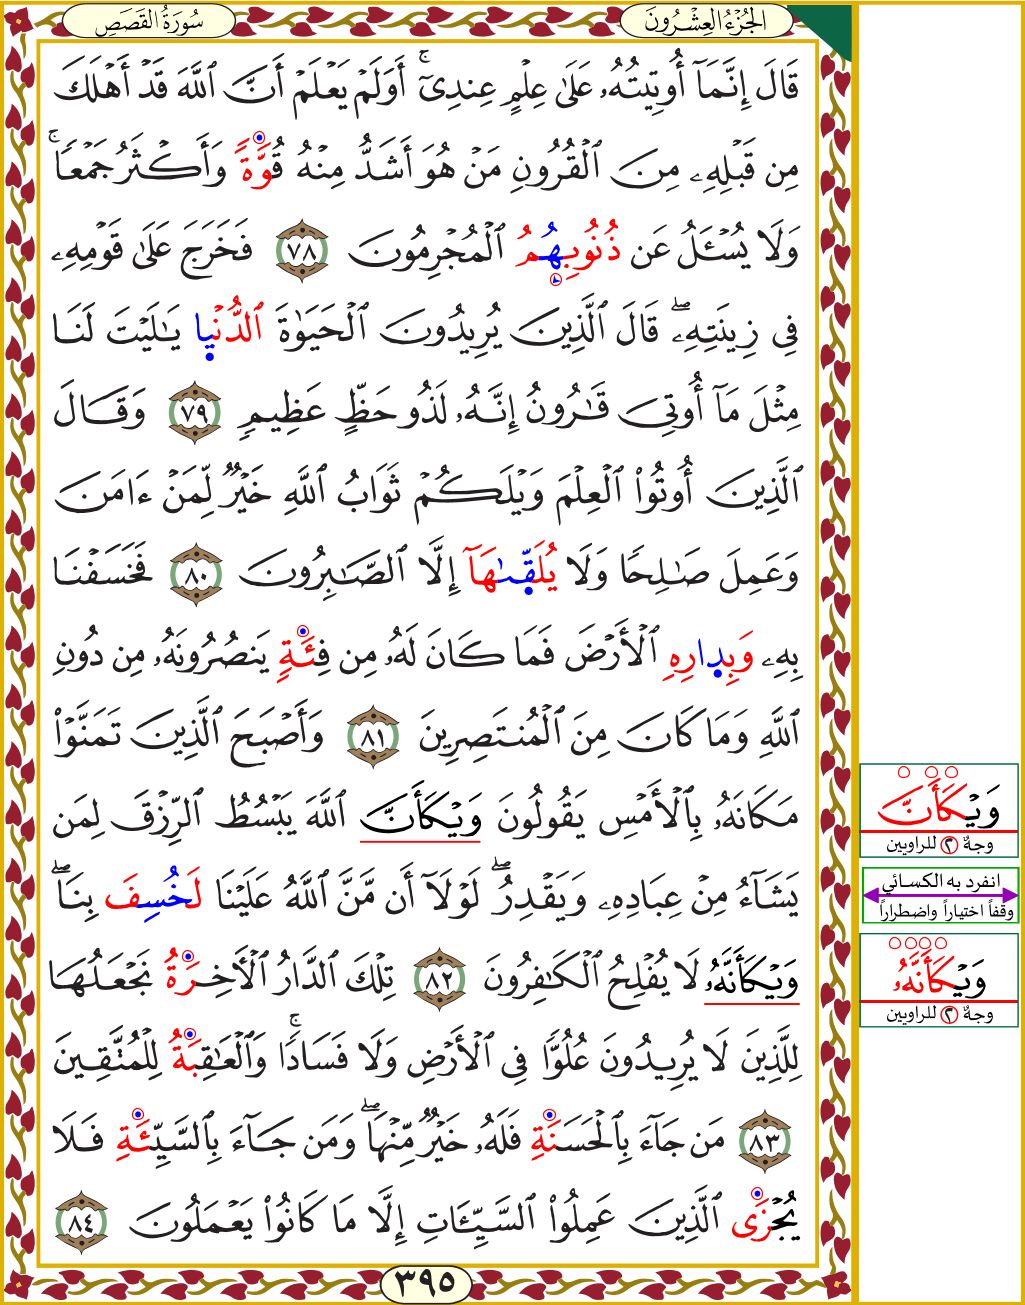 الجُزْءُ العِشْرُونَ
سُورَةُ القَصَصِ
قَالَ إِنَّمَآ أُوتِيتُهُۥ عَلَىٰ عِلْمٍ عِندِىٓۚ أَوَلَمْ يَعْلَمْ أَنَّ ٱللَّهَ قَدْ أَهْلَكَ
مِن قَبْلِهِۦ مِنَ ٱلْقُرُونِ مَنْ هُوَ أَشَدُّ مِنْهُ قُوَّةً وَأَكْثَرُ جَمْعًاۚ
وَلَا يُسْـَٔلُ عَن ذُنُوبِهُِمُ ٱلْمُجْرِمُونَ ٧٨ فَخَرَجَ عَلَىٰ قَوْمِهِۦ
فِى زِينَتِهِۦۖ قَالَ ٱلَّذِينَ يُرِيدُونَ ٱلْحَيَوٰةَ ٱلدُّنْيا يَـٰلَيْتَ لَنَا
مِثْلَ مَآ أُوتِىَ قَـٰرُونُ إِنَّهُۥ لَذُو حَظٍّ عَظِيمٍ ٧٩ وَقَالَ
ٱلَّذِينَ أُوتُوا۟ ٱلْعِلْمَ وَيْلَكُمْ ثَوَابُ ٱللَّهِ خَيْرٌ لِّمَنْ ءَامَنَ
وَعَمِلَ صَـٰلِحًا وَلَا يُلَقَّىٰهَآ إِلَّا ٱلصَّـٰبِرُونَ ٨٠ فَخَسَفْنَا
بِهِۦ وَبِدارِهِ ٱلْأَرْضَ فَمَا كَانَ لَهُۥ مِن فِئَةٍ يَنصُرُونَهُۥ مِن دُونِ
ٱللَّهِ وَمَا كَانَ مِنَ ٱلْمُنتَصِرِينَ ٨١ وَأَصْبَحَ ٱلَّذِينَ تَمَنَّوْا۟
مَكَانَهُۥ بِٱلْأَمْسِ يَقُولُونَ وَيْكَأَنَّ ٱللَّهَ يَبْسُطُ ٱلرِّزْقَ لِمَن
يَشَآءُ مِنْ عِبَادِهِۦ وَيَقْدِرُۖ لَوْلَآ أَن مَّنَّ ٱللَّهُ عَلَيْنَا لَخُسِفَ بِنَاۖ
وَيْكَأَنَّهُۥ لَا يُفْلِحُ ٱلْكَـٰفِرُونَ ٨٢ تِلْكَ ٱلدَّارُ ٱلْأَخِرَةُ نَجْعَلُهَا
لِلَّذِينَ لَا يُرِيدُونَ عُلُوًّا فِى ٱلْأَرْضِ وَلَا فَسَادًاۚ وَٱلْعَـٰقِبَةُ لِلْمُتَّقِينَ
٨٣ مَن جَآءَ بِٱلْحَسَنَةِ فَلَهُۥ خَيْرٌ مِّنْهَاۖ وَمَن جَآءَ بِٱلسَّيِّئَةِ فَلَا
يُجْزَى ٱلَّذِينَ عَمِلُوا۟ ٱلسَّيِّـَٔاتِ إِلَّا مَا كَانُوا۟ يَعْمَلُونَ ٨٤
وَيْكَأَنَّ
وجهٌ ٢ للراويين
انفرد به الكسائي
وقفاً اختياراً واضطراراً
وَيْكَأَنَّهُۥ
وجهٌ ٢ للراويين
٣٩٥